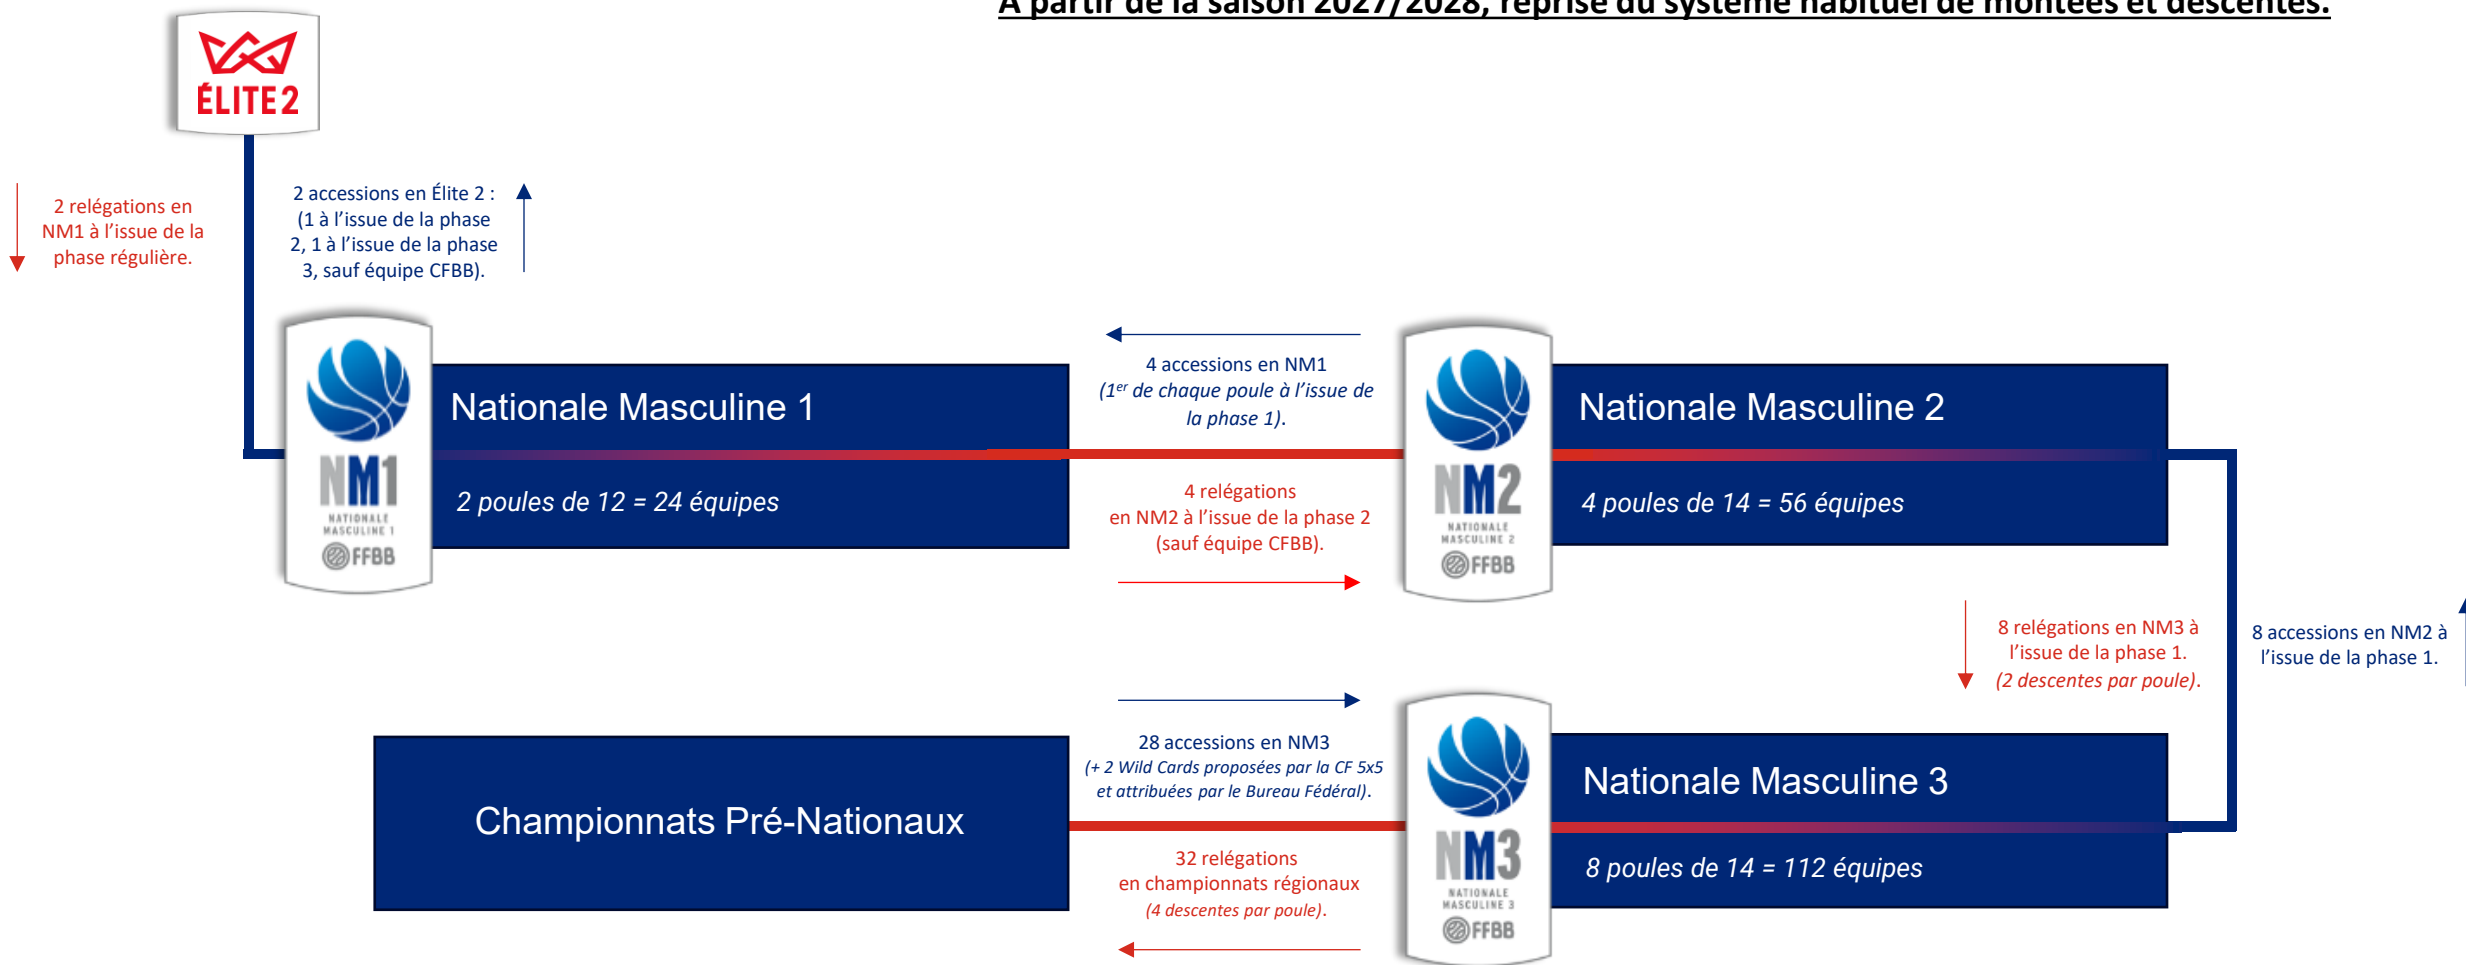 À partir de la saison 2027/2028, reprise du système habituel de montées et descentes.
ÉLITE 2
2 relégations en
NM1 à l'issue de la
phase régulière.
2 accessions en Élite 2 :
(1 à l'issue de la phase
2, 1 à l'issue de la phase
3, sauf équipe CFBB).
NM1
NATIONALE
MASCULINE 1
FFBB
Nationale Masculine 1
2 poules de 12 = 24 équipes
4 accessions en NM1
(1er de chaque poule à l'issue de
la phase 1).
4 relégations
en NM2 à l'issue de la phase 2
(sauf équipe CFBB).
NM2
NATIONALE
MASCULINE 2
FFBB
Nationale Masculine 2
4 poules de 14 = 56 équipes
8 relégations en NM3 à
l'issue de la phase 1.
(2 descentes par poule).
8 accessions en NM2 à
l'issue de la phase 1.
Championnats Pré-Nationaux
28 accessions en NM3
(+ 2 Wild Cards proposées par la CF 5x5
et attribuées par le Bureau Fédéral).
32 relégations
en championnats régionaux
(4 descentes par poule).
NM3
NATIONALE
MASCULINE 3
FFBB
Nationale Masculine 3
8 poules de 14 = 112 équipes